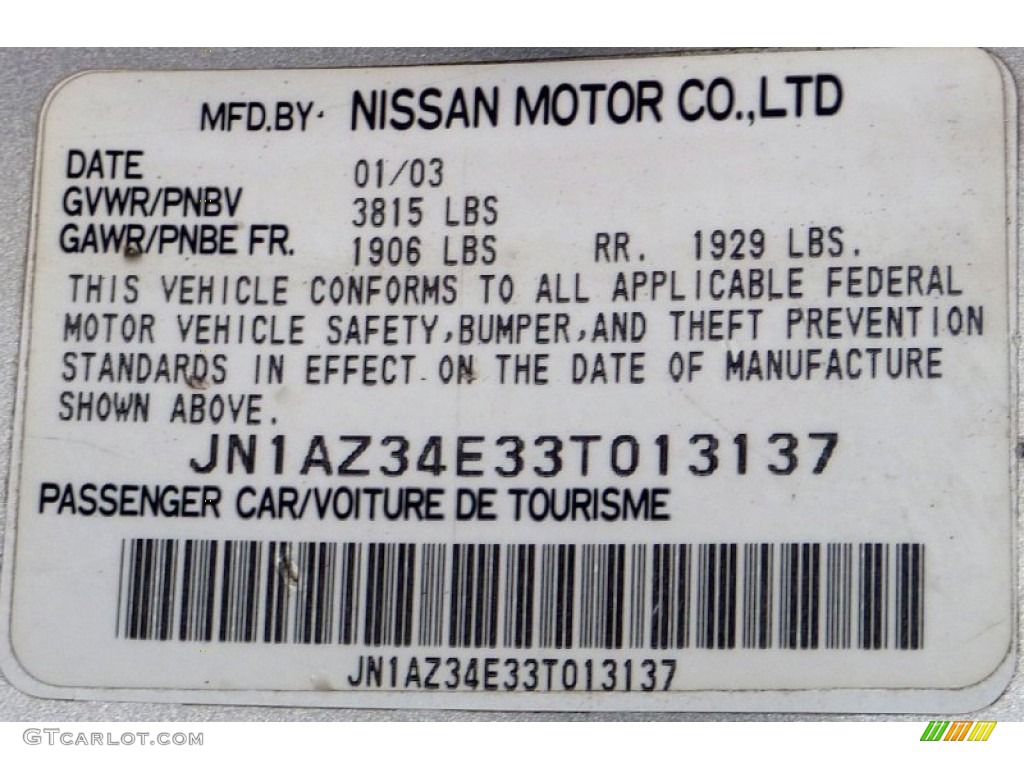 MFD.BY· NISSAN MOTOR CO.,LTD
DATE 01/03
GVWR/PNBV 3815 LBS
GAWR/PNBE FR. 1906 LBS RR. 1929 LBS.
THIS VEHICLE CONFORMS TO ALL APPLICABLE FEDERAL
MOTOR VEHICLE SAFETY,BUMPER,AND THEFT PREVENTION
STANDARDS IN EFFECT ON THE DATE OF MANUFACTURE
SHOWN ABOVE.
JN1AZ34E33T013137
PASSENGER CAR/VOITURE DE TOURISME
JN1AZ34E33T013137
GTCARLOT.COM